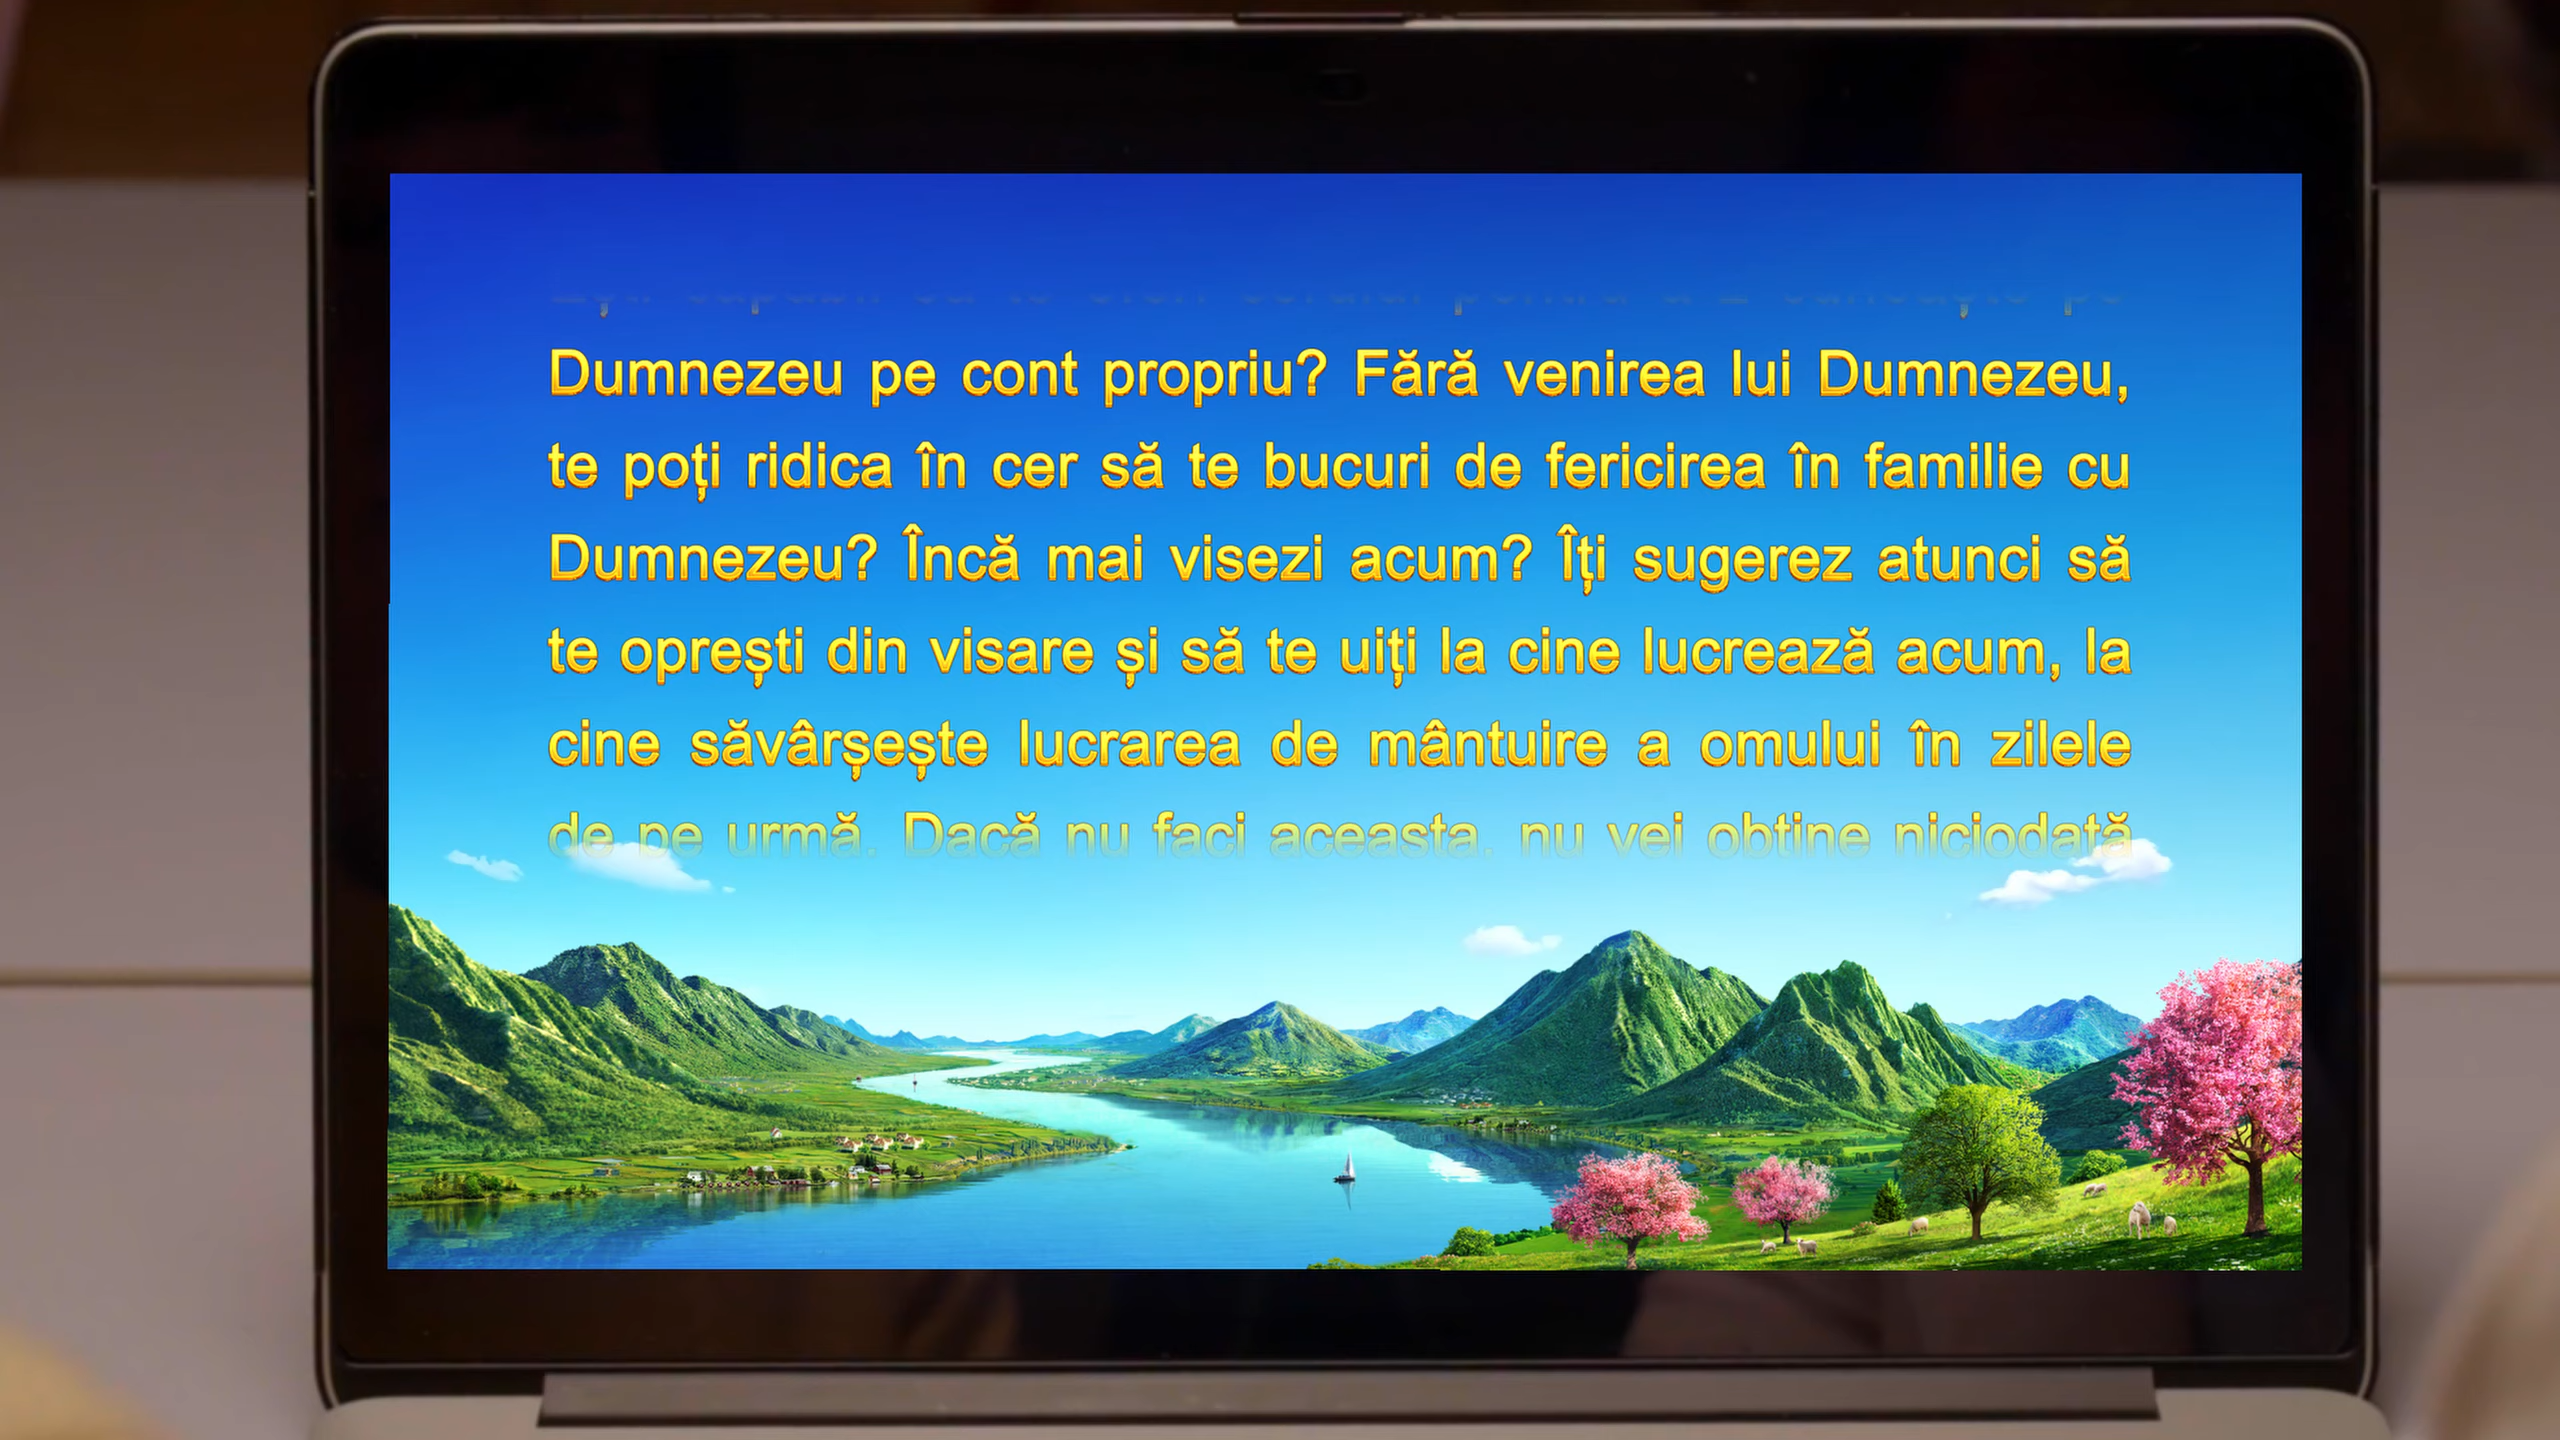 Dumnezeu pe cont propriu? Fără venirea lui Dumnezeu,
te poți ridica în cer să te bucuri de fericirea în familie cu
Dumnezeu? Încă mai visezi acum? Îți sugerez atunci să
te oprești din visare și să te uiți la cine lucrează acum, la
cine săvârșește lucrarea de mântuire a omului în zilele
de pe urmă. Dacă nu faci aceasta, nu vei obține niciodată